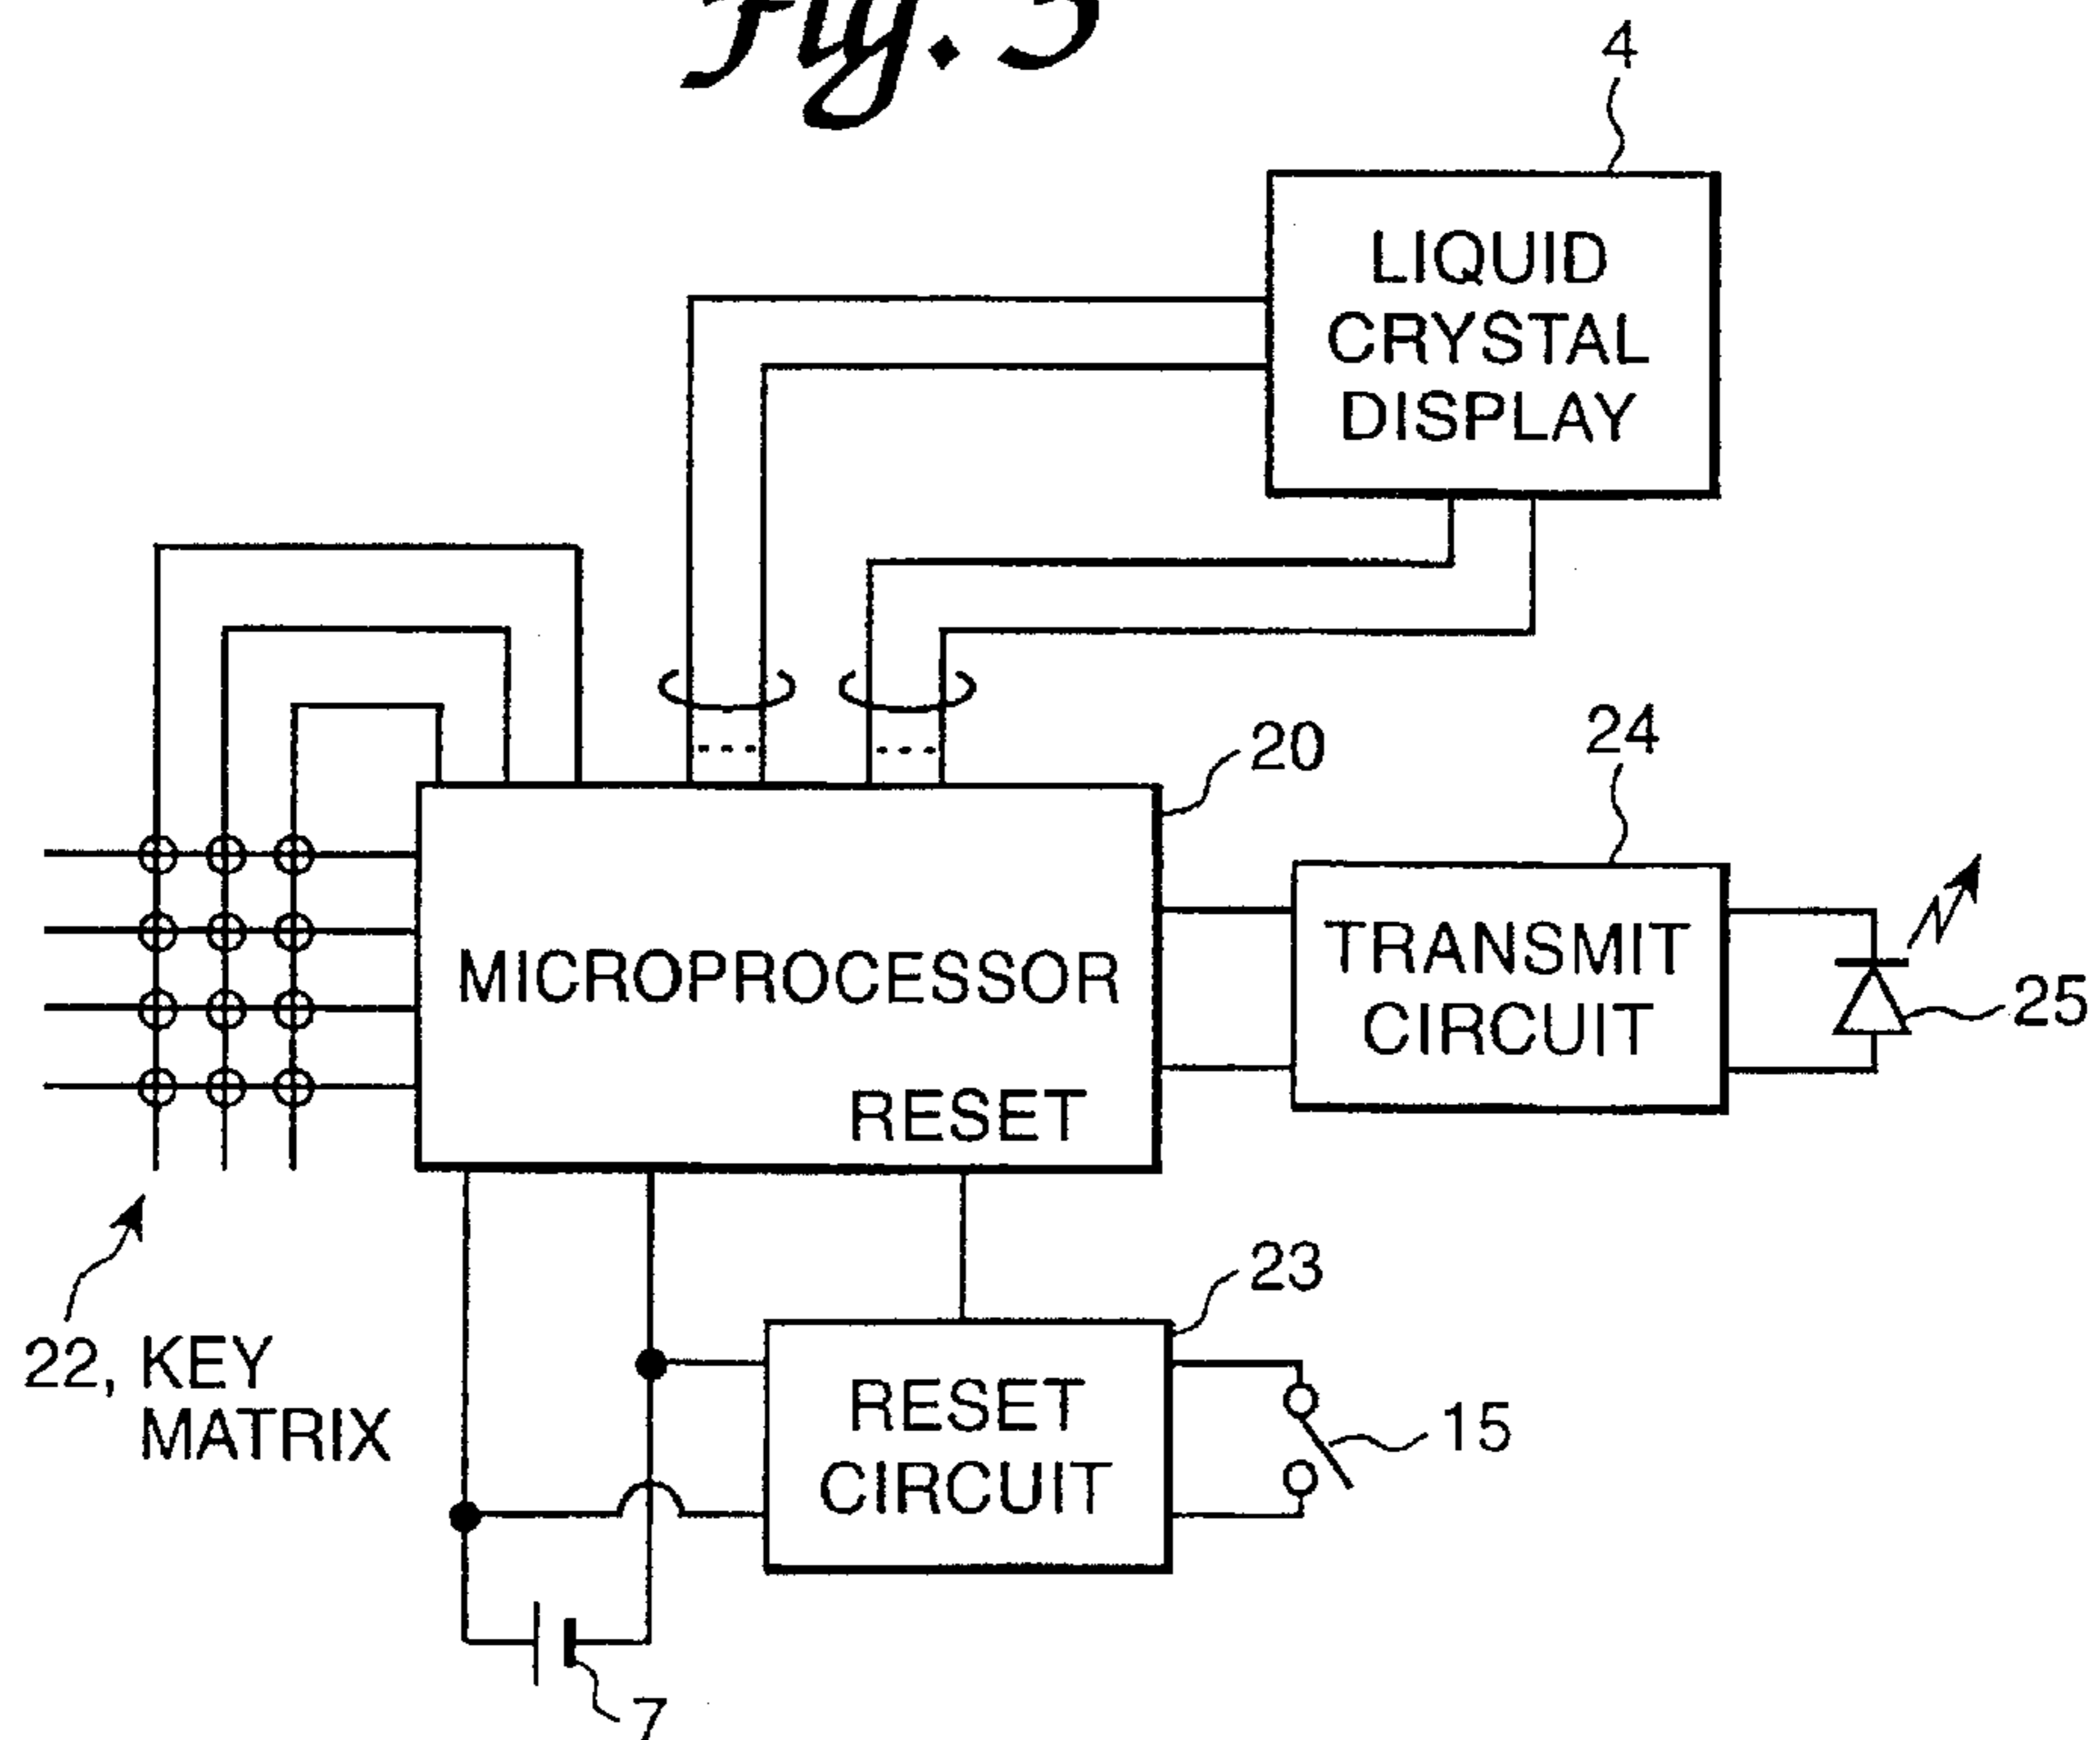 Fig. 3
4
LIQUID
CRYSTAL
DISPLAY
20
24
MICROPROCESSOR
RESET
TRANSMIT
CIRCUIT
25
22, KEY
MATRIX
23
RESET
CIRCUIT
15
7